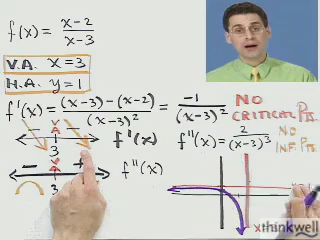 f(x) = (x-2)/(x-3)
V.A. x=3
H.A. y=1
f'(x) = ((x-3)-(x-2))/(x-3)² = -1/(x-3)² NO CRITICAL Pts.
- V A -
3
f'(x)
f''(x) = 2/(x-3)³ NO INF. Pts.
- V A +
3
f''(x)
thinkwell